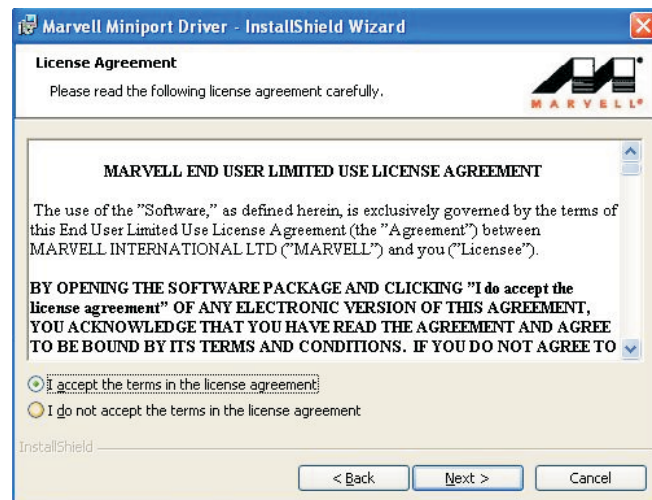 Marvell Miniport Driver - InstallShield Wizard
License Agreement
Please read the following license agreement carefully.
MARVELL®
MARVELL END USER LIMITED USE LICENSE AGREEMENT
The use of the "Software," as defined herein, is exclusively governed by the terms of
this End User Limited Use License Agreement (the "Agreement") between
MARVELL INTERNATIONAL LTD ("MARVELL") and you ("Licensee").
BY OPENING THE SOFTWARE PACKAGE AND CLICKING "I do accept the
license agreement" OF ANY ELECTRONIC VERSION OF THIS AGREEMENT,
YOU ACKNOWLEDGE THAT YOU HAVE READ THE AGREEMENT AND AGREE
TO BE BOUND BY ITS TERMS AND CONDITIONS. IF YOU DO NOT AGREE TO
I accept the terms in the license agreement
I do not accept the terms in the license agreement
InstallShield
< Back
Next >
Cancel